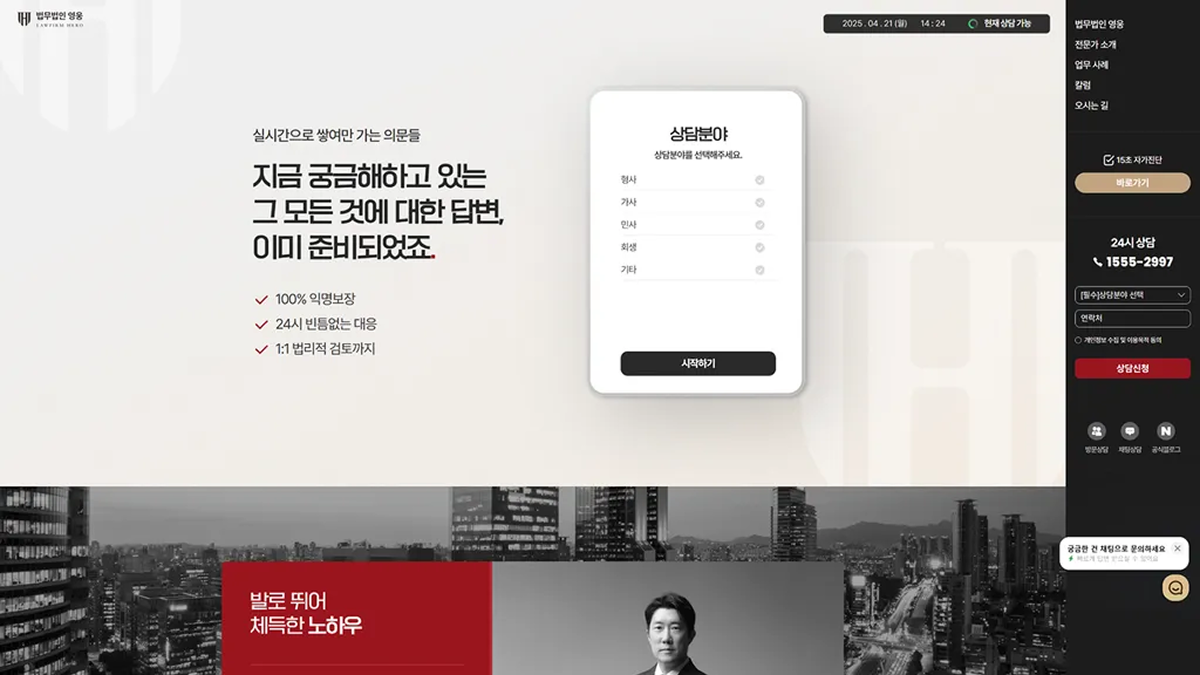 법무법인 영웅
LAWFIRM HERO
2025 . 04 . 21 (월) 14 : 24 현재 상담 가능
실시간으로 쌓여만 가는 의문들
지금 궁금해하고 있는
그 모든 것에 대한 답변,
이미 준비되었죠.
100% 익명보장
24시 빈틈없는 대응
1:1 법리적 검토까지
상담분야
상담분야를 선택해주세요.
형사
가사
민사
회생
기타
시작하기
발로 뛰어
체득한 노하우
법무법인 영웅
전문가 소개
업무 사례
칼럼
오시는 길
15초 자가진단
바로가기
24시 상담
1555-2997
[필수]상담분야 선택
연락처
개인정보 수집 및 이용목적 동의
상담신청
방문상담 채팅상담 공식블로그
궁금한 건 채팅으로 문의하세요